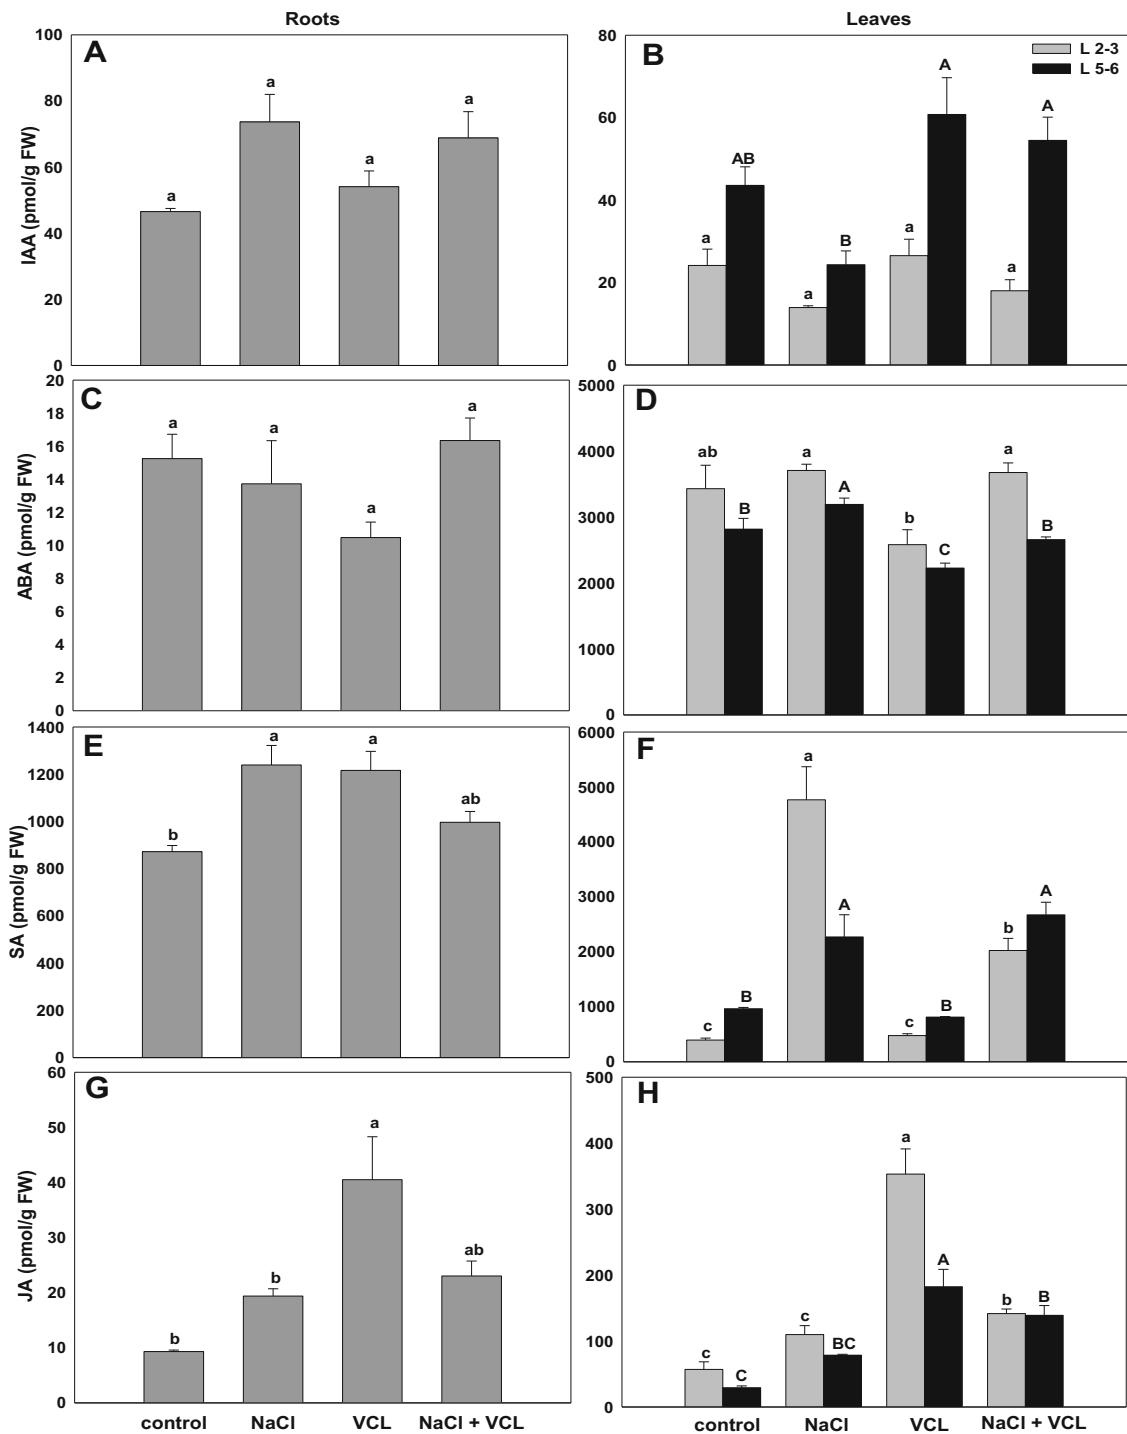 Roots
Leaves
A
IAA (pmol/g FW)
100
80
60
40
20
0
a
a
a
a
B
L 2-3
L 5-6
80
60
40
20
0
a
AB
a
B
a
A
a
A
C
ABA (pmol/g FW)
20
18
16
14
12
10
8
6
4
2
0
a
a
a
a
D
5000
4000
3000
2000
1000
0
ab
B
a
A
b
C
a
B
E
SA (pmol/g FW)
1400
1200
1000
800
600
400
200
0
b
a
a
ab
F
6000
5000
4000
3000
2000
1000
0
c
B
a
A
c
B
b
A
G
JA (pmol/g FW)
60
50
40
30
20
10
0
b
b
a
ab
control
NaCl
VCL
NaCl + VCL
H
500
400
300
200
100
0
c
C
c
BC
a
A
b
B
control
NaCl
VCL
NaCl + VCL